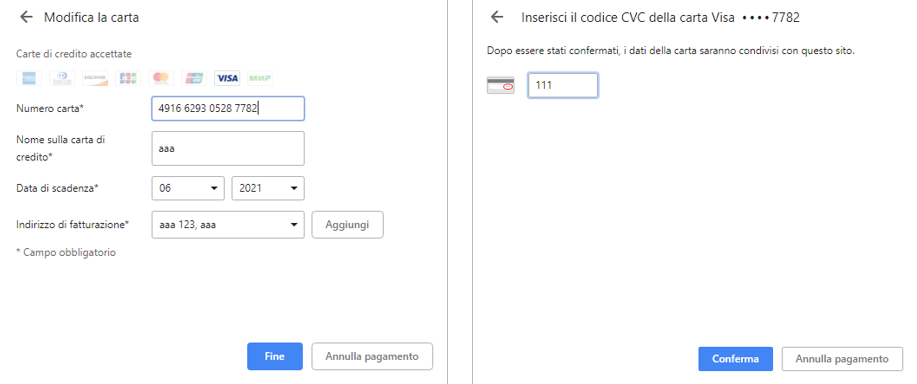 Modifica la carta
Carte di credito accettate
VISA
Numero carta*
4916 6293 0528 7782
Nome sulla carta di
credito*
aaa
Data di scadenza*
06
2021
Indirizzo di fatturazione*
aaa 123, aaa
Aggiungi
* Campo obbligatorio
Fine
Annulla pagamento
Inserisci il codice CVC della carta Visa •••• 7782
Dopo essere stati confermati, i dati della carta saranno condivisi con questo sito.
111
Conferma
Annulla pagamento